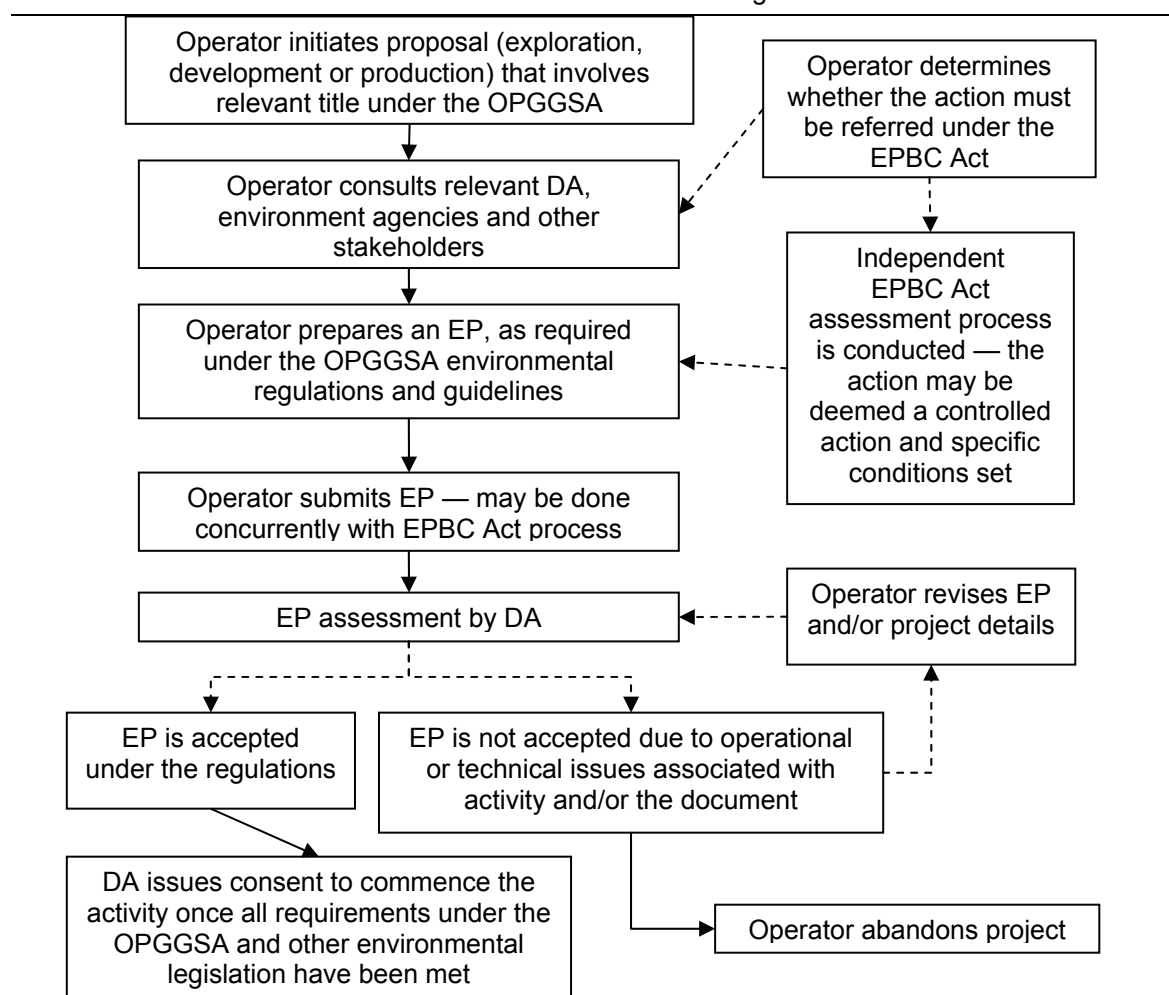 Operator initiates proposal (exploration,
development or production) that involves
relevant title under the OPGGSA
Operator determines
whether the action must
be referred under the
EPBC Act
Operator consults relevant DA,
environment agencies and other
stakeholders
Independent
EPBC Act
assessment process
is conducted — the
action may be
deemed a controlled
action and specific
conditions set
Operator prepares an EP, as required
under the OPGGSA environmental
regulations and guidelines
Operator submits EP — may be done
concurrently with EPBC Act process
EP assessment by DA
Operator revises EP
and/or project details
EP is accepted
under the regulations
EP is not accepted due to operational
or technical issues associated with
activity and/or the document
DA issues consent to commence the
activity once all requirements under the
OPGGSA and other environmental
legislation have been met
Operator abandons project